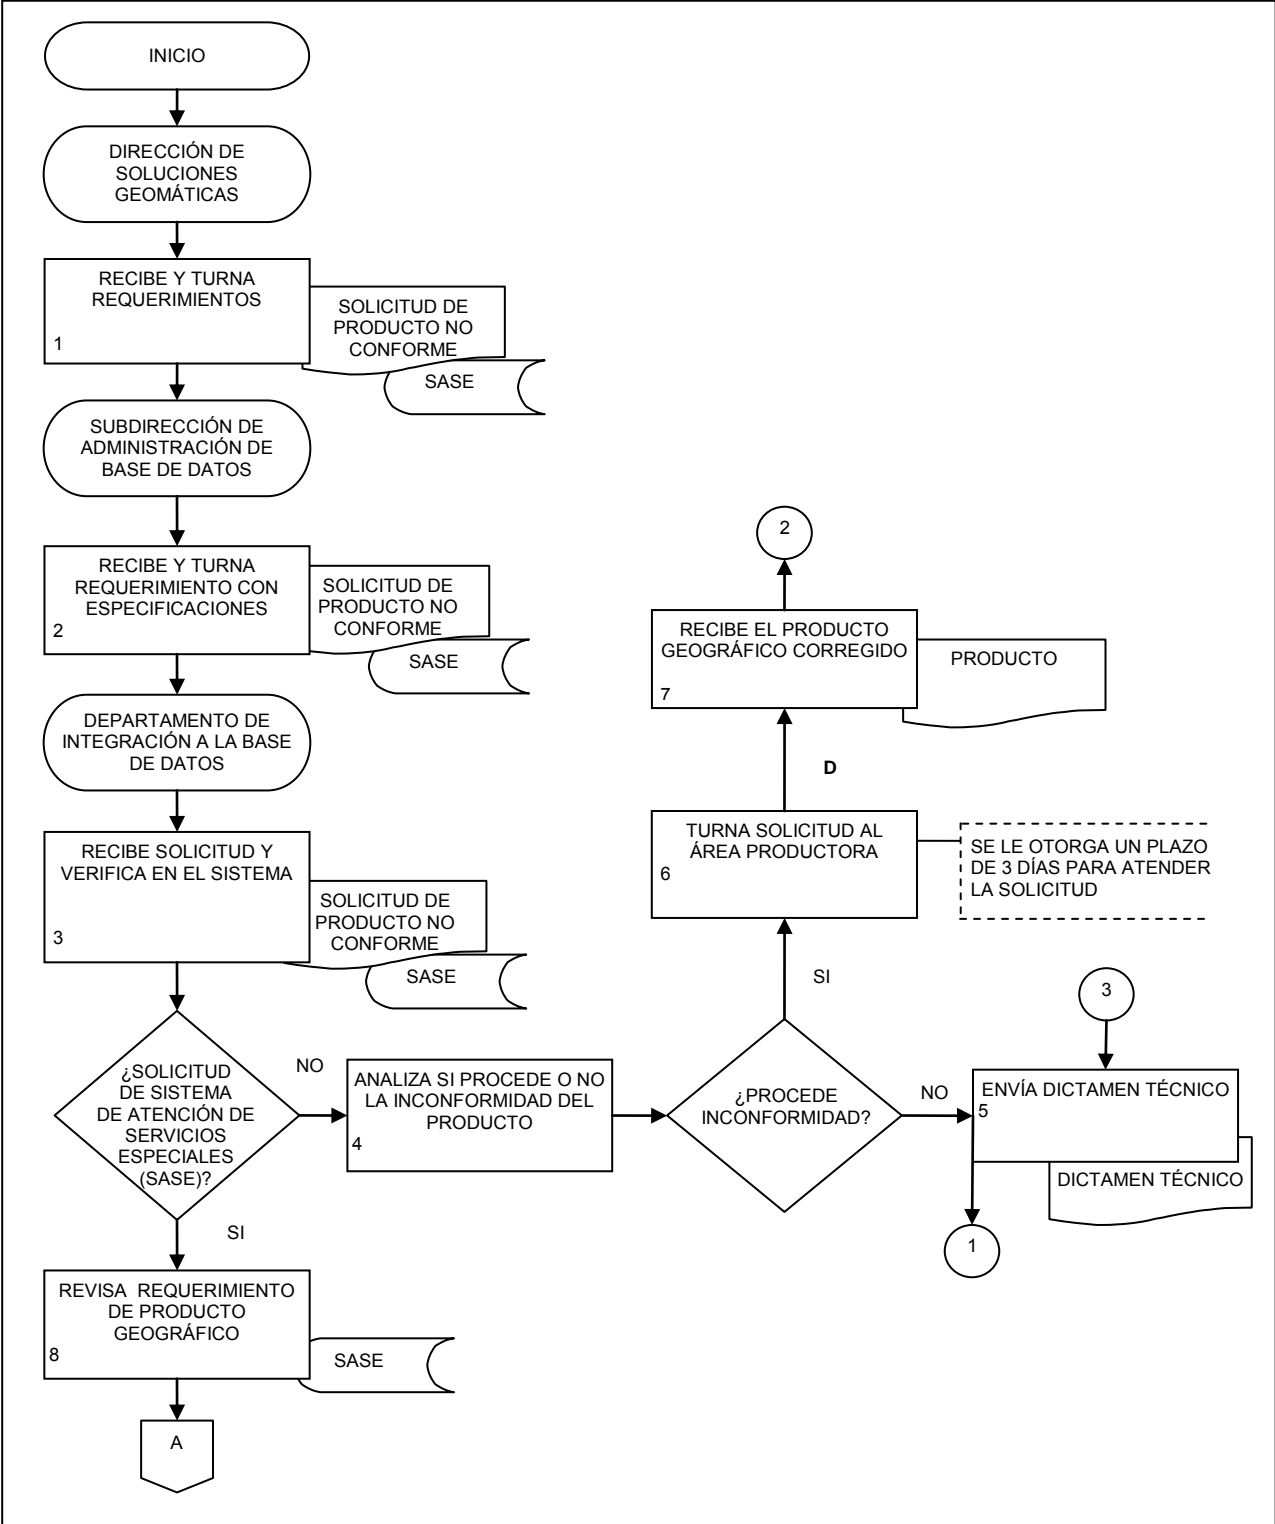 INICIO
DIRECCIÓN DE
SOLUCIONES
GEOMÁTICAS
RECIBE Y TURNA
REQUERIMIENTOS
1
SOLICITUD DE
PRODUCTO NO
CONFORME
SASE
SUBDIRECCIÓN DE
ADMINISTRACIÓN DE
BASE DE DATOS
RECIBE Y TURNA
REQUERIMIENTO CON
ESPECIFICACIONES
2
SOLICITUD DE
PRODUCTO NO
CONFORME
SASE
DEPARTAMENTO DE
INTEGRACIÓN A LA BASE
DE DATOS
RECIBE SOLICITUD Y
VERIFICA EN EL SISTEMA
3
SOLICITUD DE
PRODUCTO NO
CONFORME
SASE
¿SOLICITUD
DE SISTEMA
DE ATENCIÓN DE
SERVICIOS
ESPECIALES
(SASE)?
NO
ANALIZA SI PROCEDE O NO
LA INCONFORMIDAD DEL
PRODUCTO
4
SI
REVISA REQUERIMIENTO
DE PRODUCTO
GEOGRÁFICO
8
SASE
A
2
RECIBE EL PRODUCTO
GEOGRÁFICO CORREGIDO
7
PRODUCTO
D
TURNA SOLICITUD AL
ÁREA PRODUCTORA
6
SE LE OTORGA UN PLAZO
DE 3 DÍAS PARA ATENDER
LA SOLICITUD
SI
¿PROCEDE
INCONFORMIDAD?
NO
3
ENVÍA DICTAMEN TÉCNICO
5
DICTAMEN TÉCNICO
1